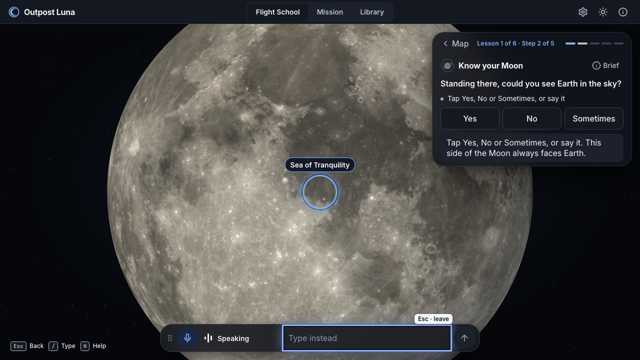 Outpost Luna
Flight School
Mission
Library
Map
Lesson 1 of 6 · Step 2 of 5
Know your Moon
Brief
Standing there, could you see Earth in the sky?
Tap Yes, No or Sometimes, or say it
Yes
No
Sometimes
Tap Yes, No or Sometimes, or say it. This
side of the Moon always faces Earth.
Sea of Tranquility
Esc · leave
Esc Back / Type Help
Speaking
Type instead